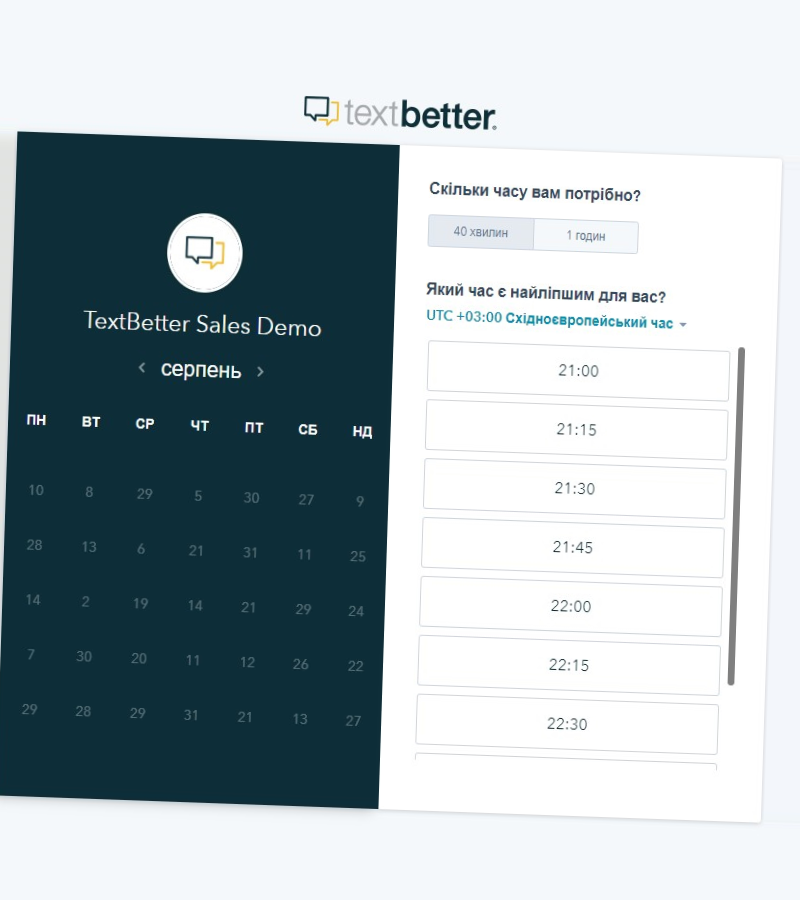 textbetter.
TextBetter Sales Demo
серпень
ПН ВТ СР ЧТ ПТ СБ НД
10 8 29 5 30 27 9
28 13 6 21 31 11 25
14 2 19 14 21 29 24
7 30 20 11 12 26 22
29 28 29 31 21 13 27
Скільки часу вам потрібно?
40 хвилин 1 годин
Який час є найліпшим для вас?
UTC +03:00 Східноєвропейський час
21:00
21:15
21:30
21:45
22:00
22:15
22:30